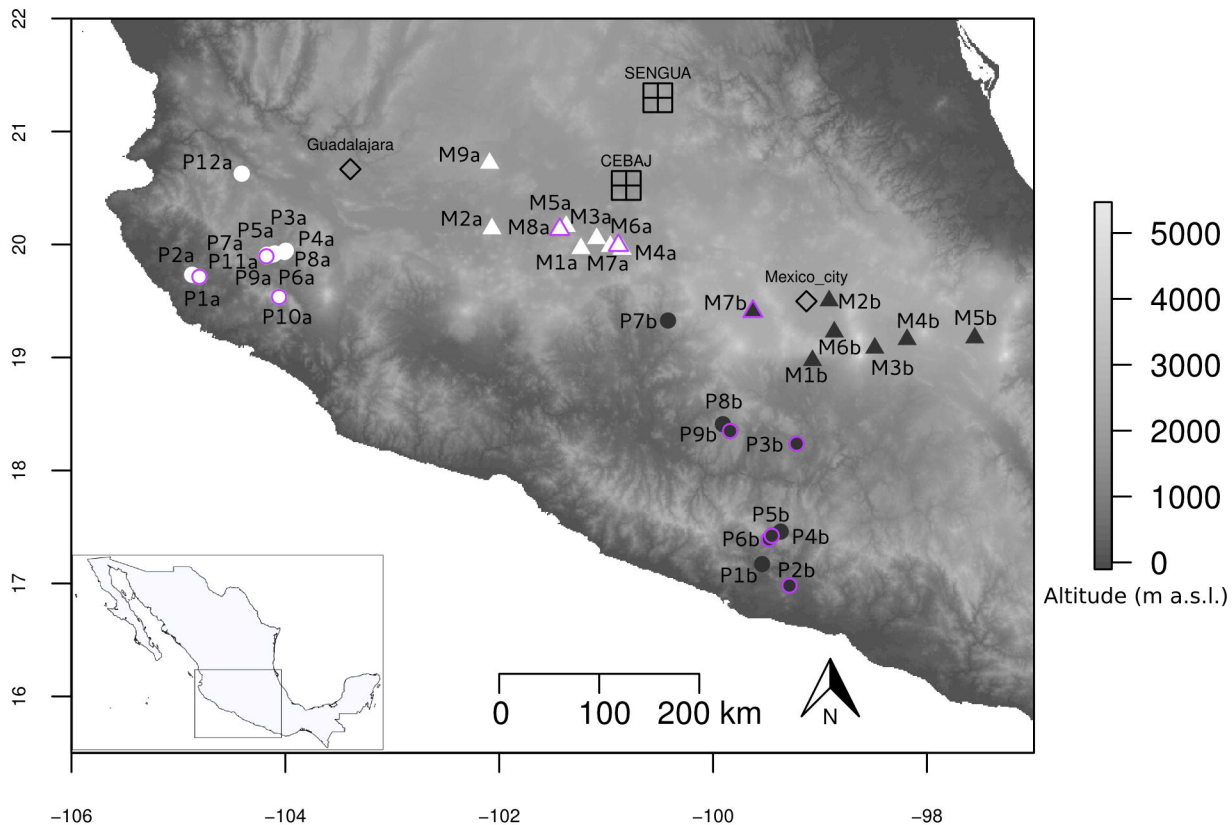 22
21
20
19
18
17
16
SENGUA
Guadalajara
CEBAJ
P12a
M9a
P3a
P5a
P4a
P7a
P8a
P2a
P11a
P9a
P6a
P1a
P10a
M5a
M2a
M8a
M3a
M6a
M1a
M7a
M4a
Mexico_city
M7b
M2b
P7b
M4b
M5b
M6b
M1b
M3b
P8b
P9b
P3b
P5b
P6b
P4b
P1b
P2b
0 100 200 km
N
−106 −104 −102 −100 −98
5000
4000
3000
2000
1000
0
Altitude (m a.s.l.)